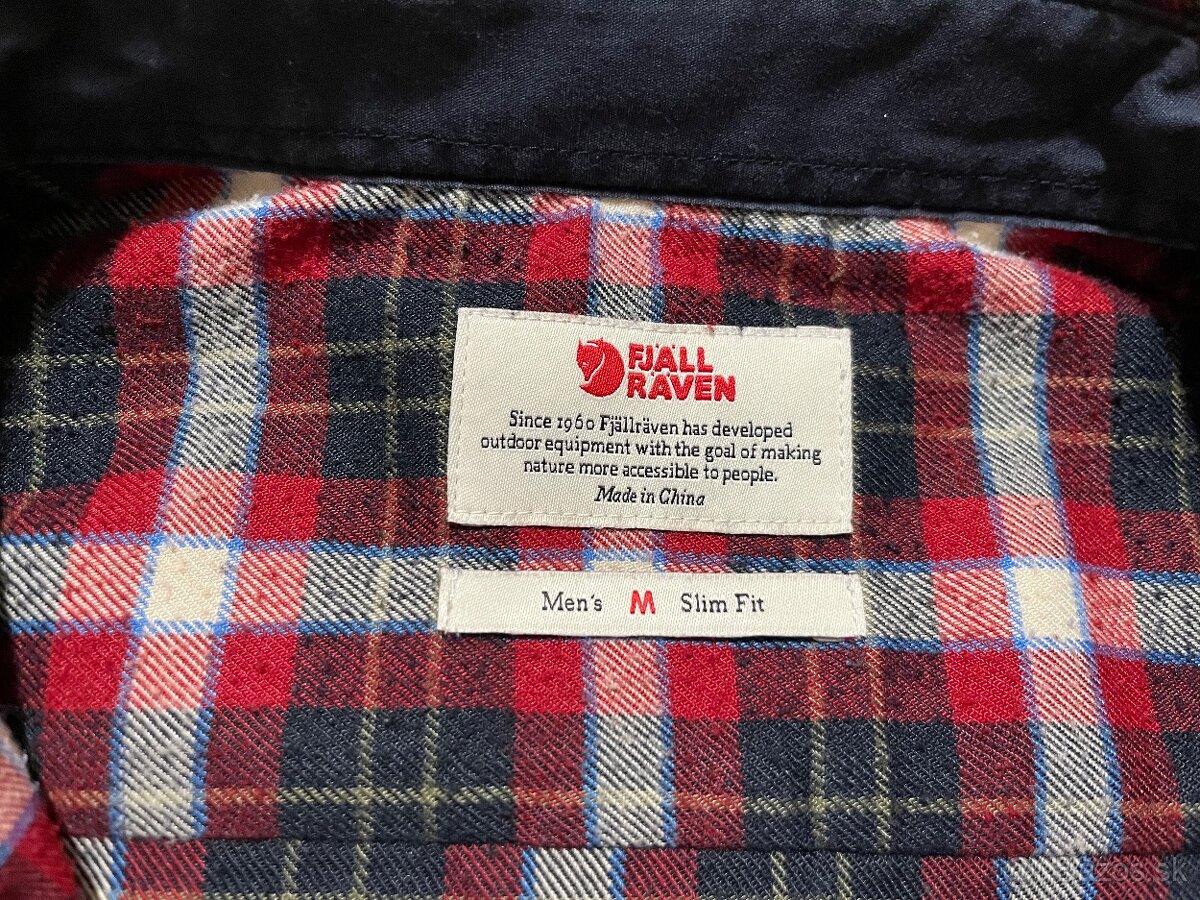 FJÄLL
RÄVEN
Since 1960 Fjällräven has developed
outdoor equipment with the goal of making
nature more accessible to people.
Made in China
Men's M Slim Fit